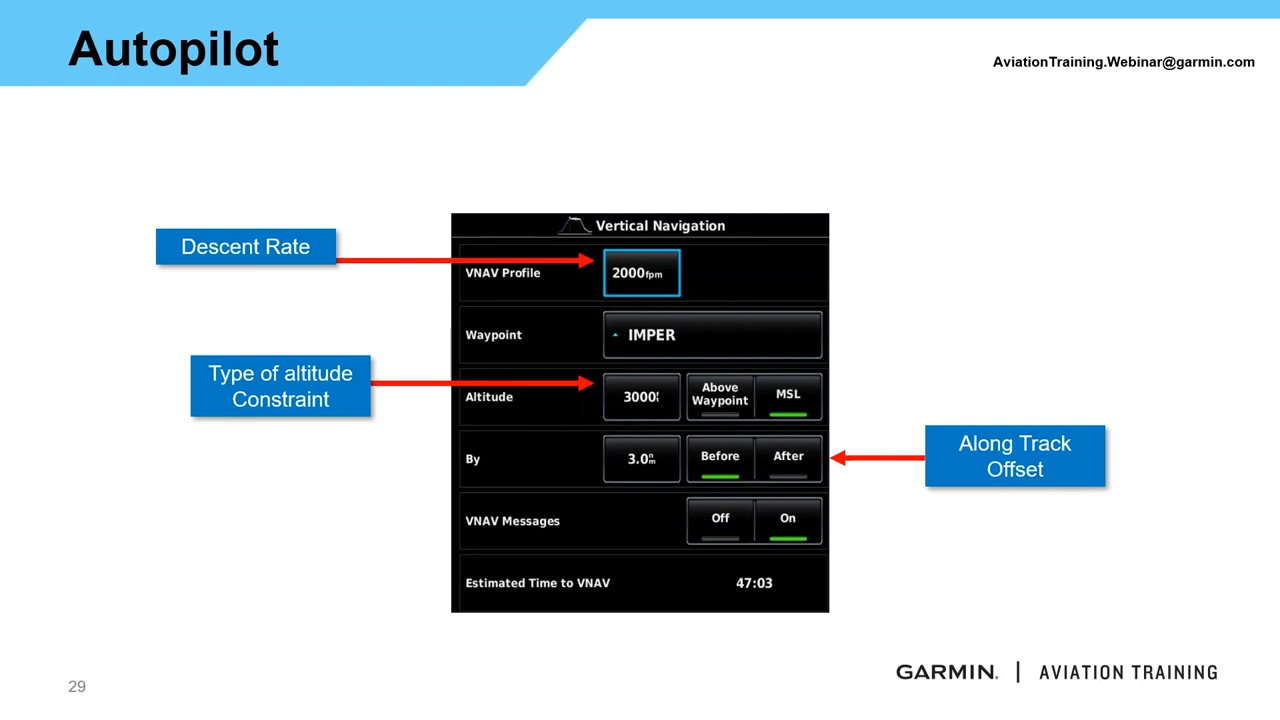 Autopilot
AviationTraining.Webinar@garmin.com
Vertical Navigation
Descent Rate
VNAV Profile
2000fpm
Waypoint
IMPER
Type of altitude
Constraint
Altitude
3000ft
Above
Waypoint
MSL
By
3.0nm
Before
After
Along Track
Offset
VNAV Messages
Off
On
Estimated Time to VNAV
47:03
29
GARMIN. | AVIATION TRAINING